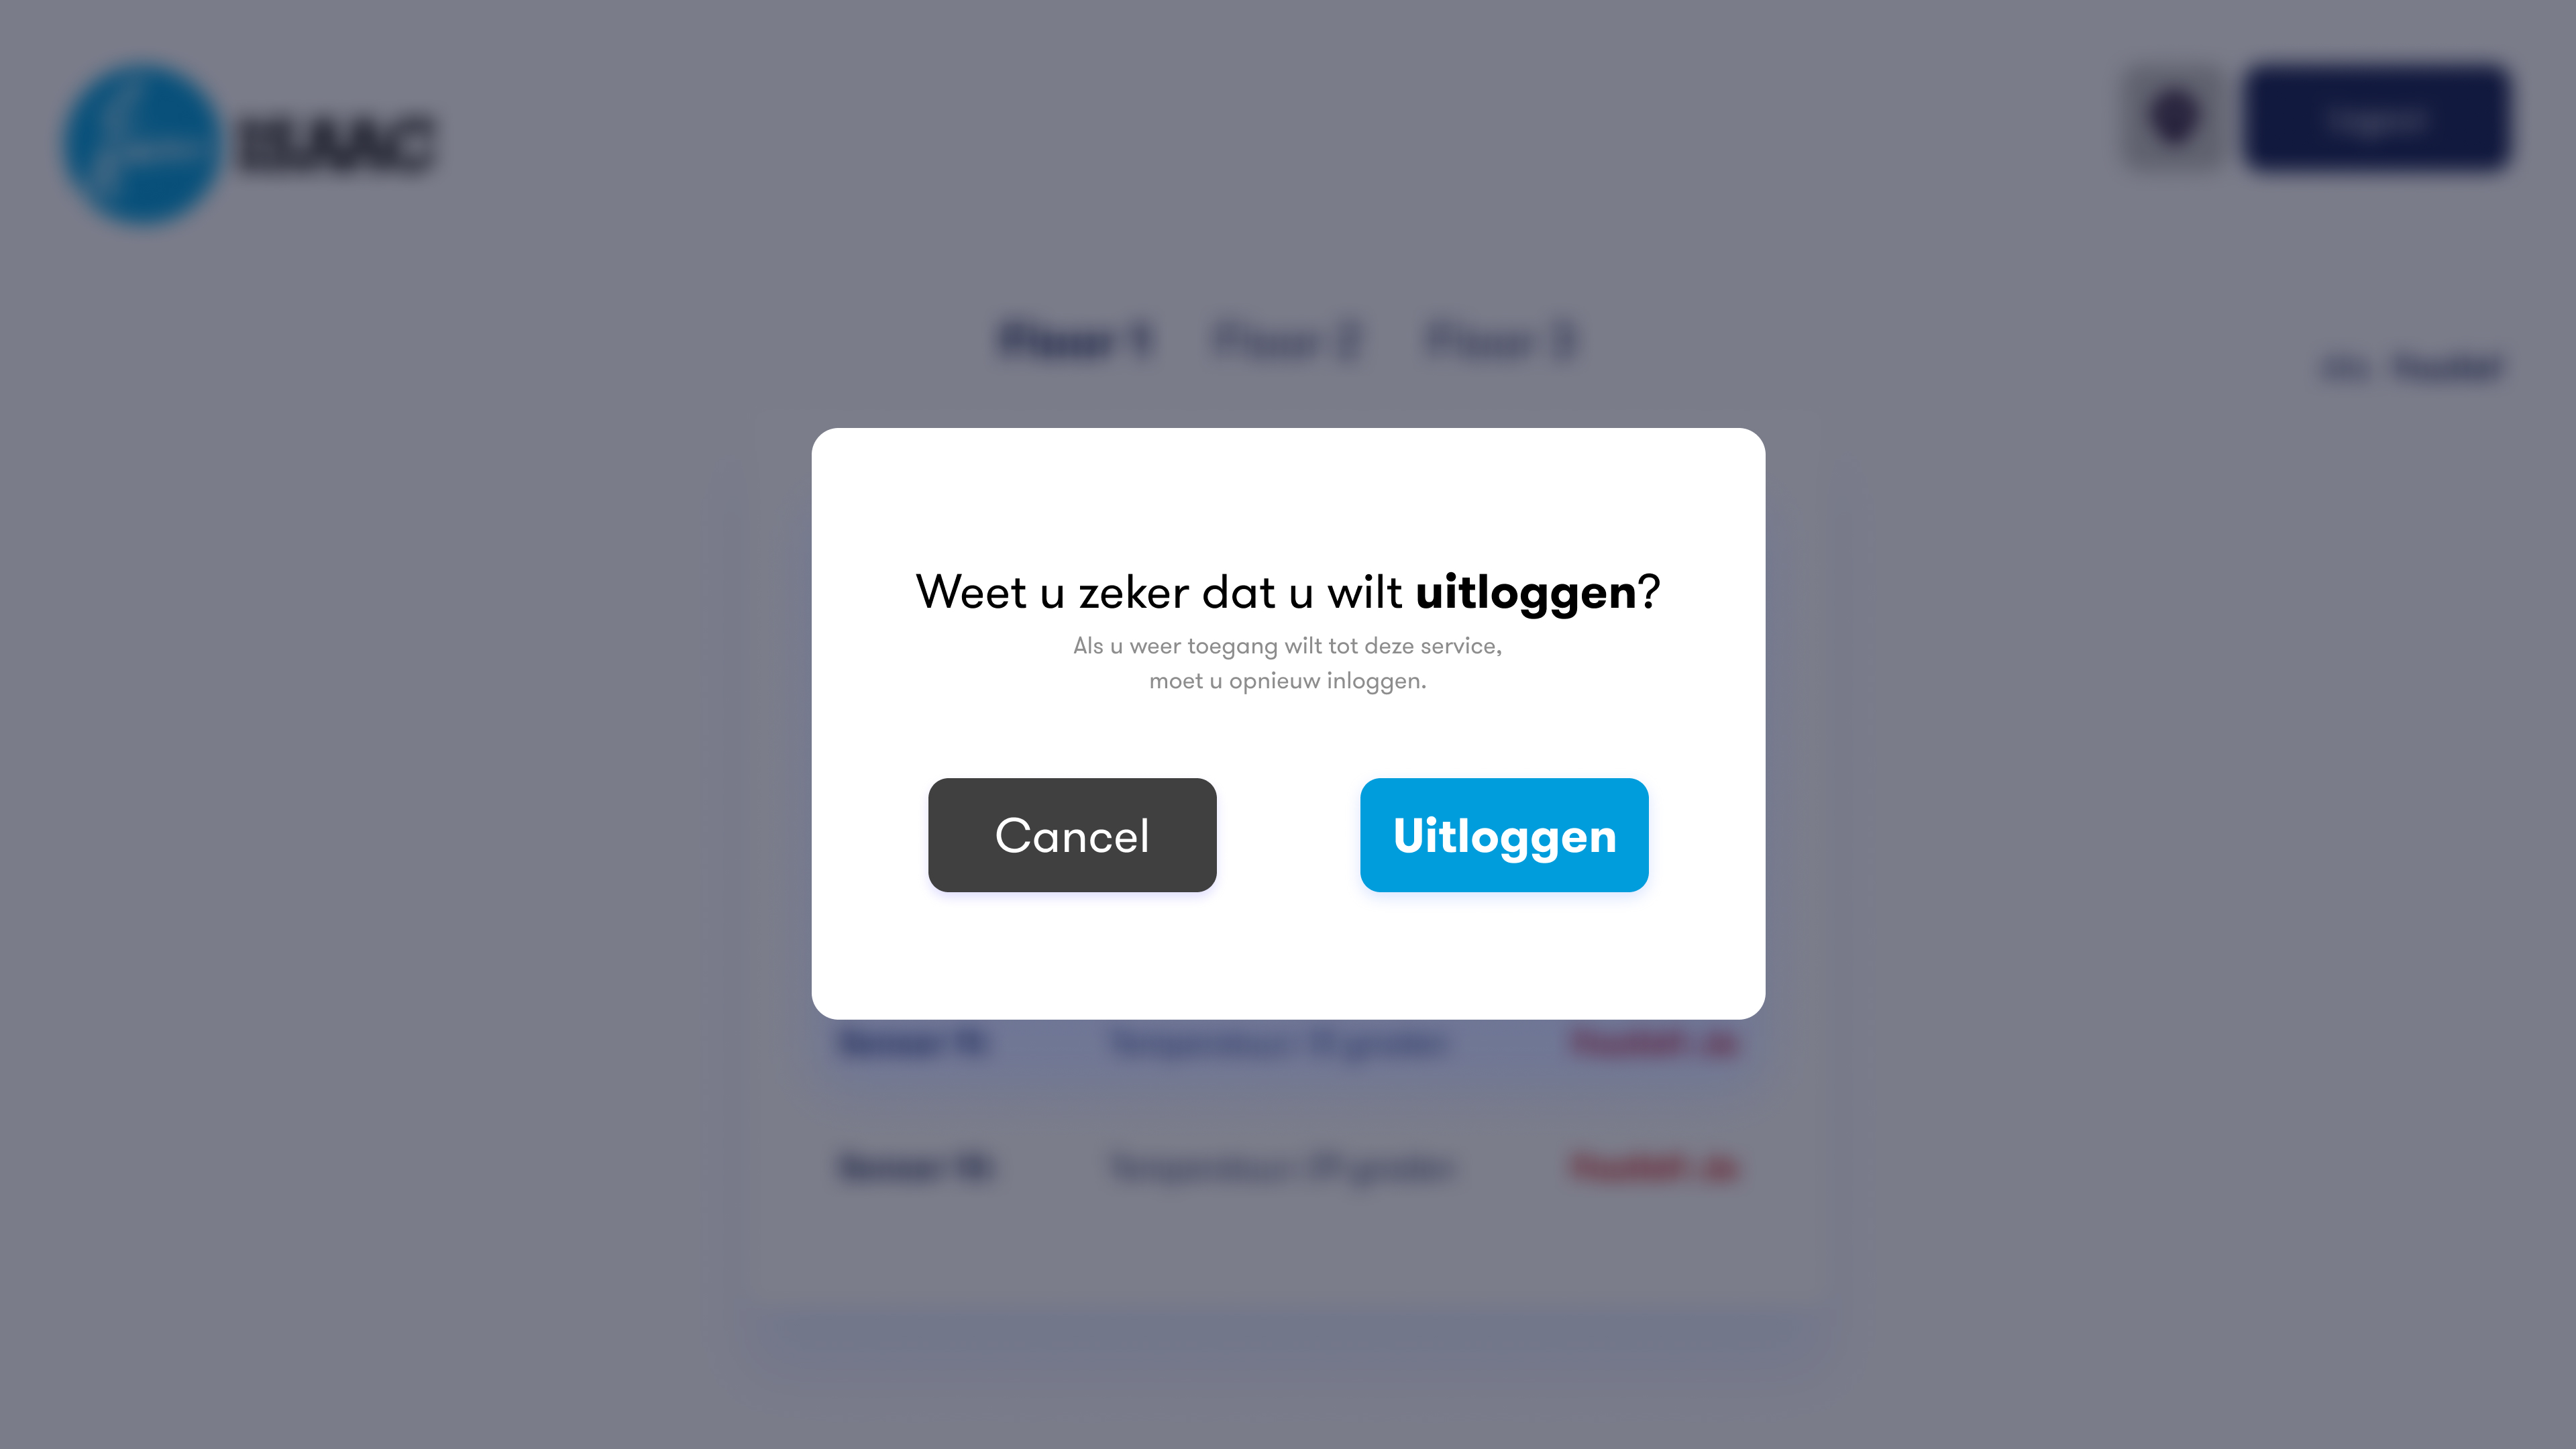 ISAAC
Logout
Floor 1 Floor 2 Floor 3
Weet u zeker dat u wilt uitloggen?
Als u weer toegang wilt tot deze service,
moet u opnieuw inloggen.
Cancel Uitloggen